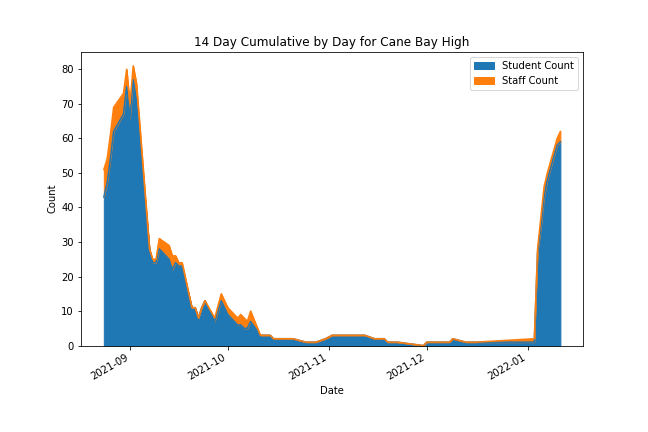 14 Day Cumulative by Day for Cane Bay High
Student Count
Staff Count
80
70
60
50
40
30
20
10
0
Count
2021-09
2021-10
2021-11
2021-12
2022-01
Date